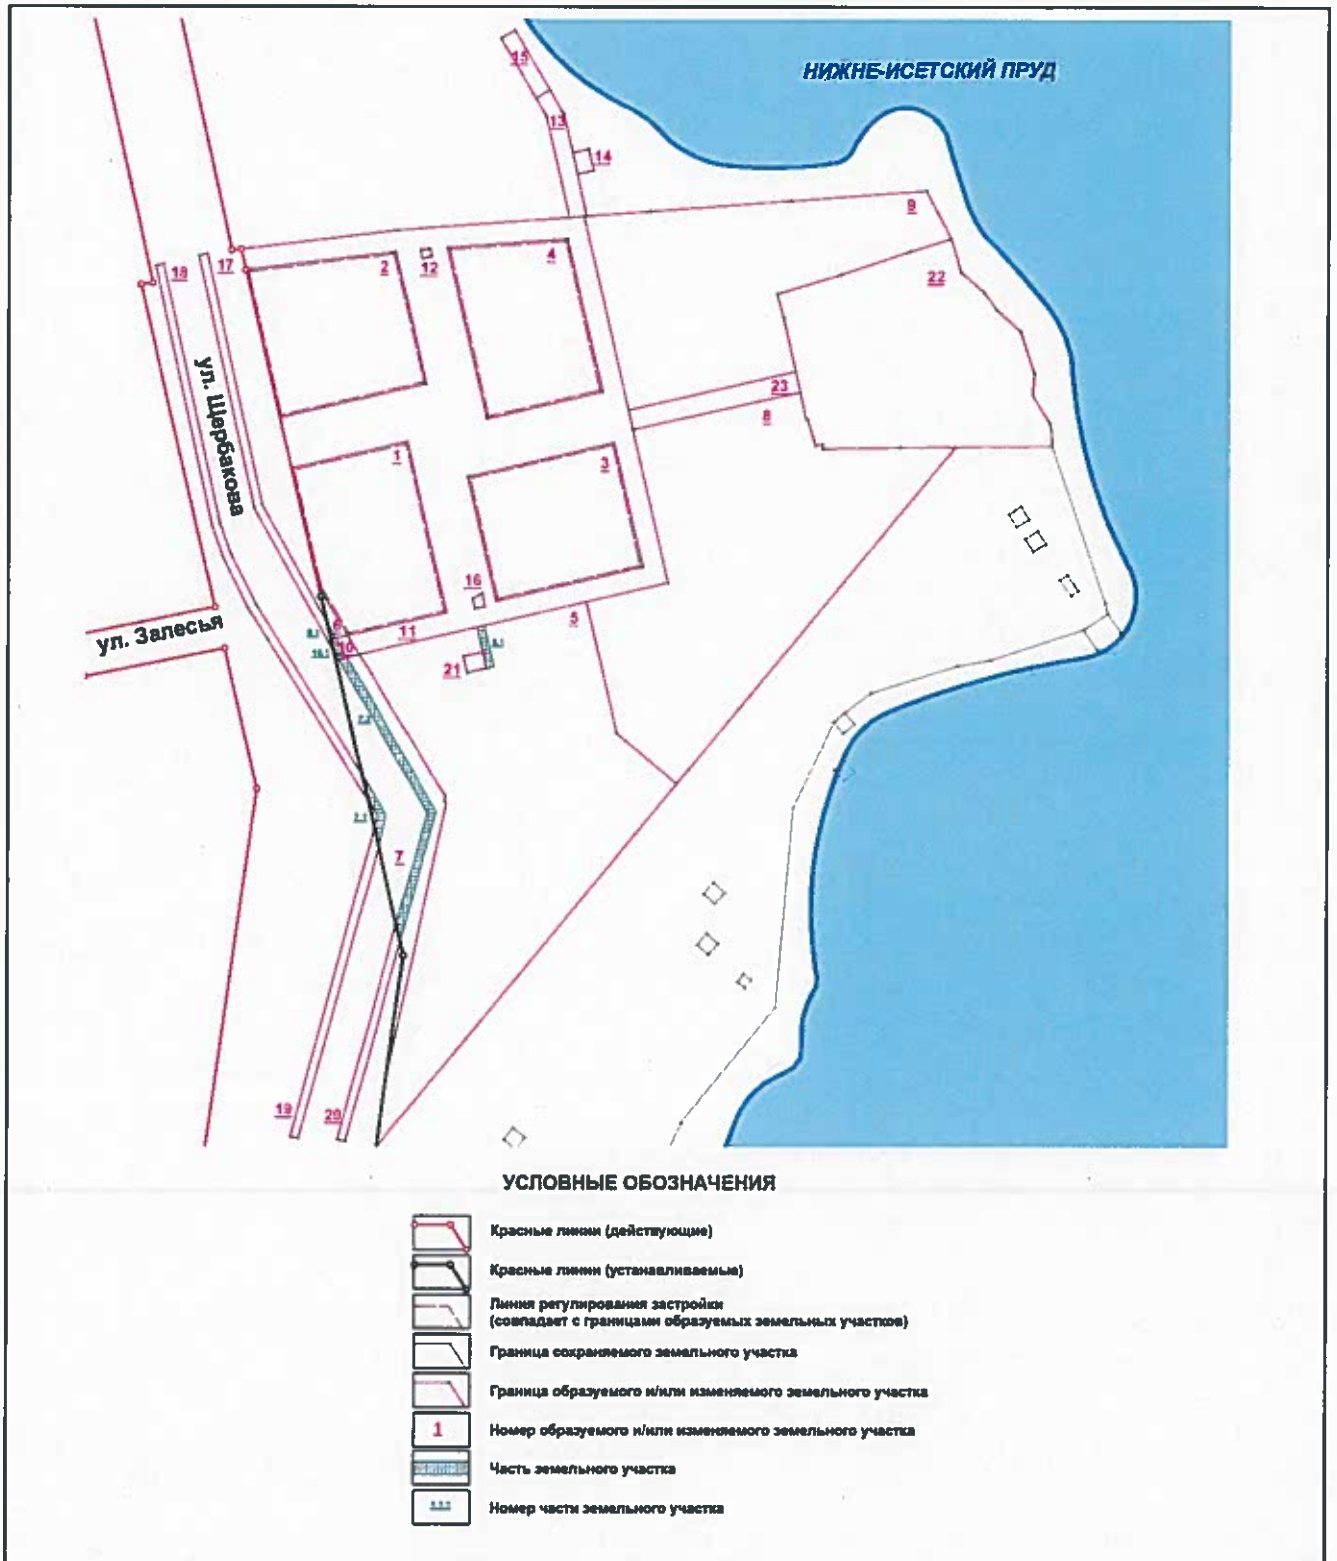 НИЖНЕ-ИСЕТСКИЙ ПРУД
15
13
14
9
18
17
2
12
4
22
ул. Щербакова
23
8
1
3
16
ул. Залесья
6
11
5
10
21
7
19
20
УСЛОВНЫЕ ОБОЗНАЧЕНИЯ
Красные линии (действующие)
Красные линии (устанавливаемые)
Линия регулирования застройки
(совпадает с границами образуемых земельных участков)
Граница сохраняемого земельного участка
Граница образуемого и/или изменяемого земельного участка
1
Номер образуемого и/или изменяемого земельного участка
Часть земельного участка
Номер части земельного участка